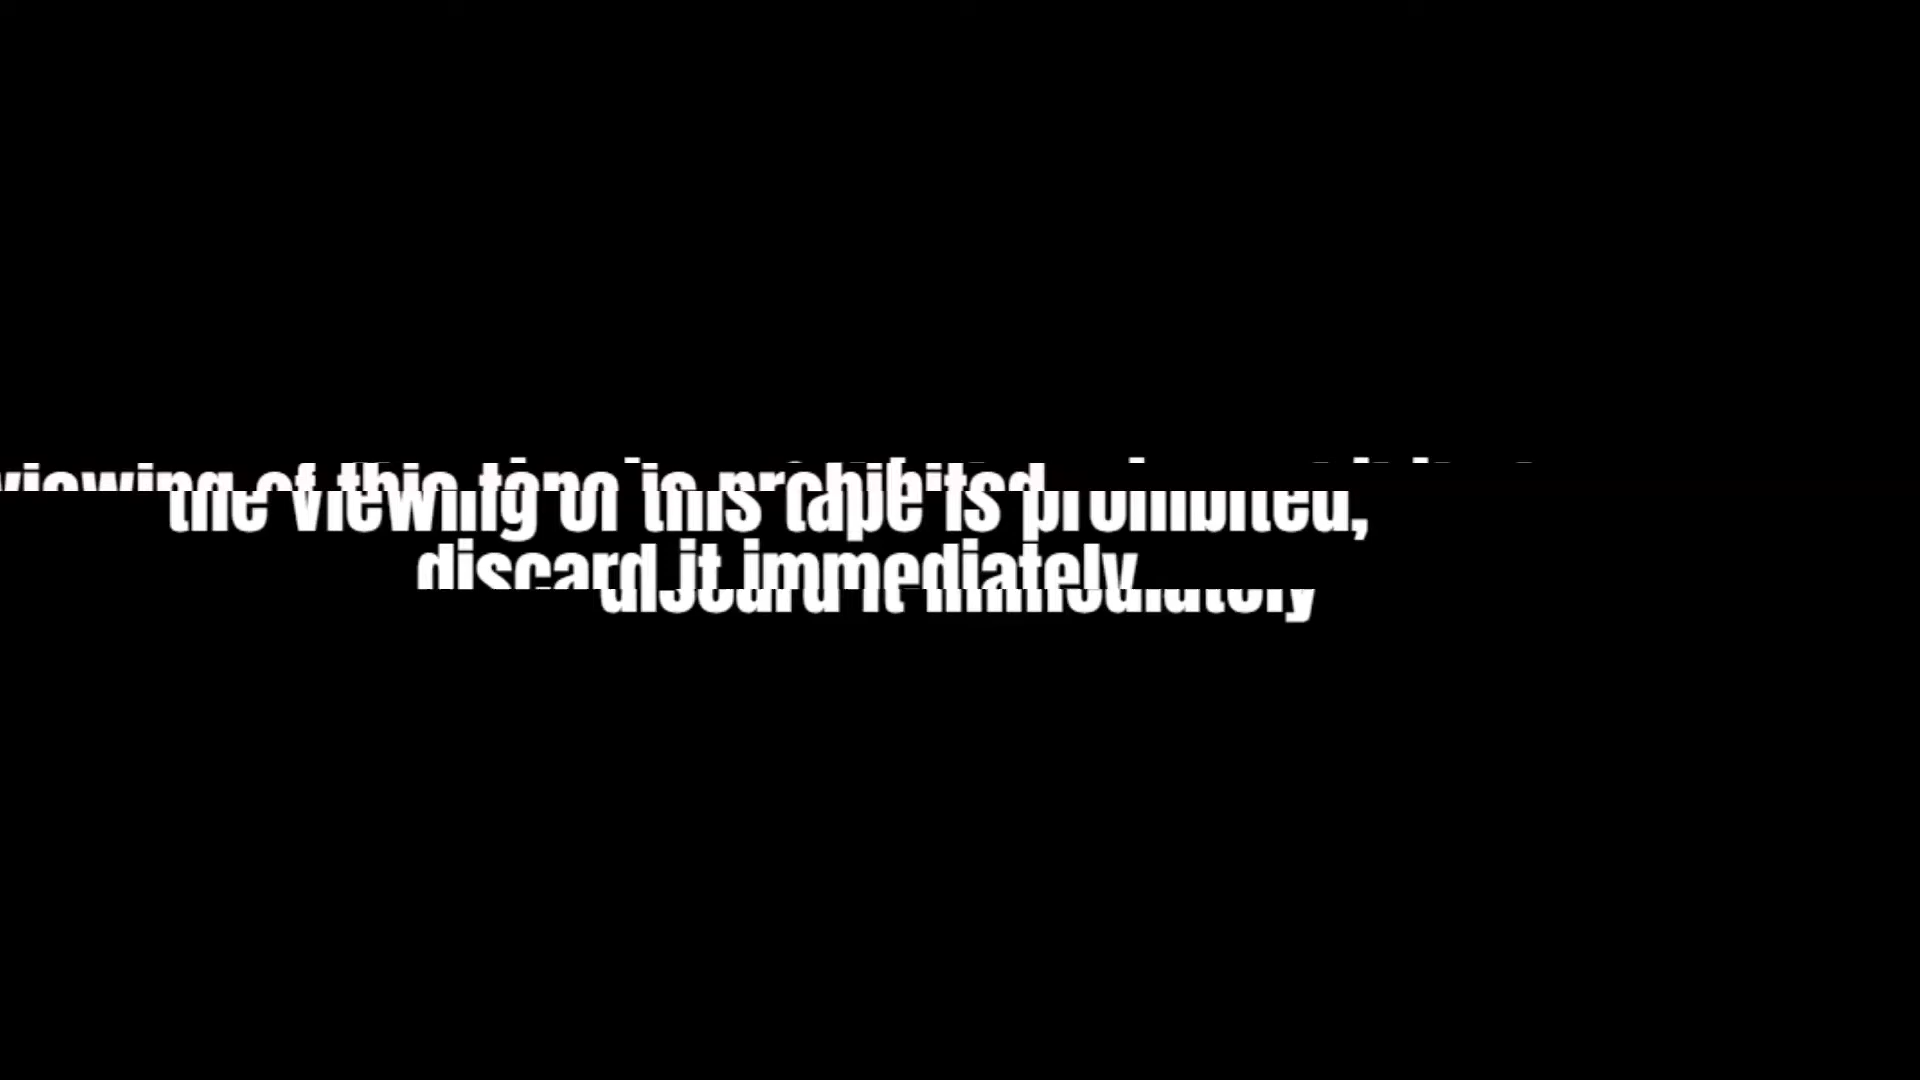 the viewing of this tape is prohibited,
discard it immediately